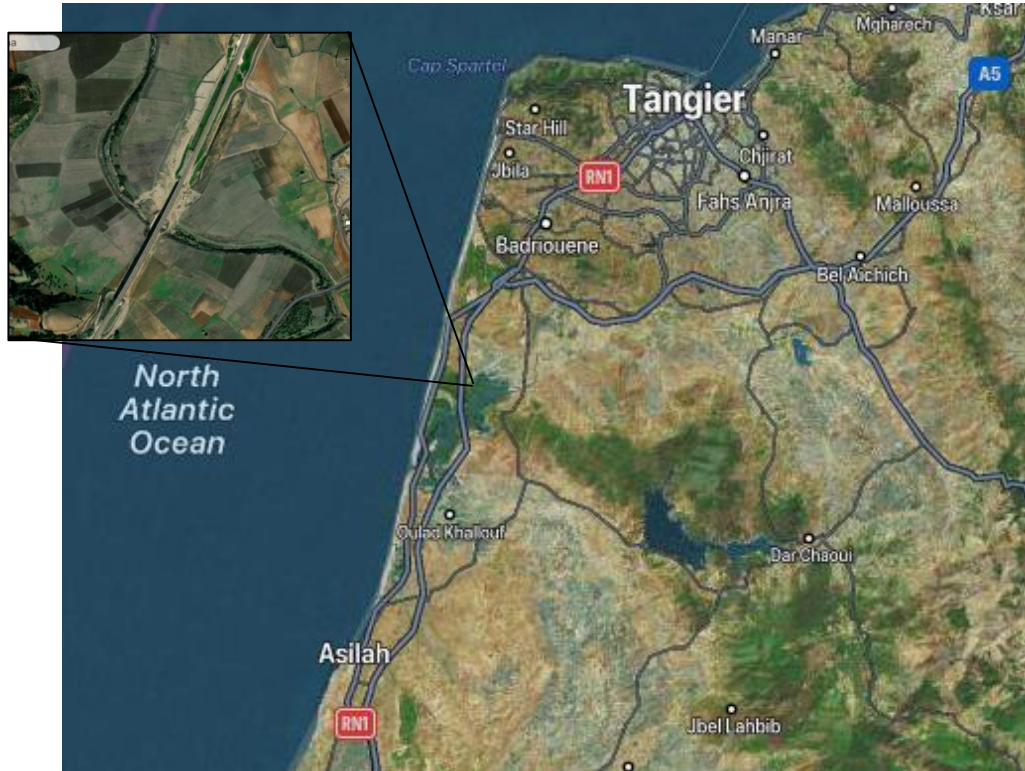 Ksar
Mgharech
Manar
A5
Cap Spartel
Tangier
Star Hill
Chjirat
Jbila
RN1
Fahs Anjra
Malloussa
Badriouene
Bel Aichich
North
Atlantic
Ocean
Oulad Khallouf
Dar Chaoui
Asilah
RN1
Jbel Lahbib